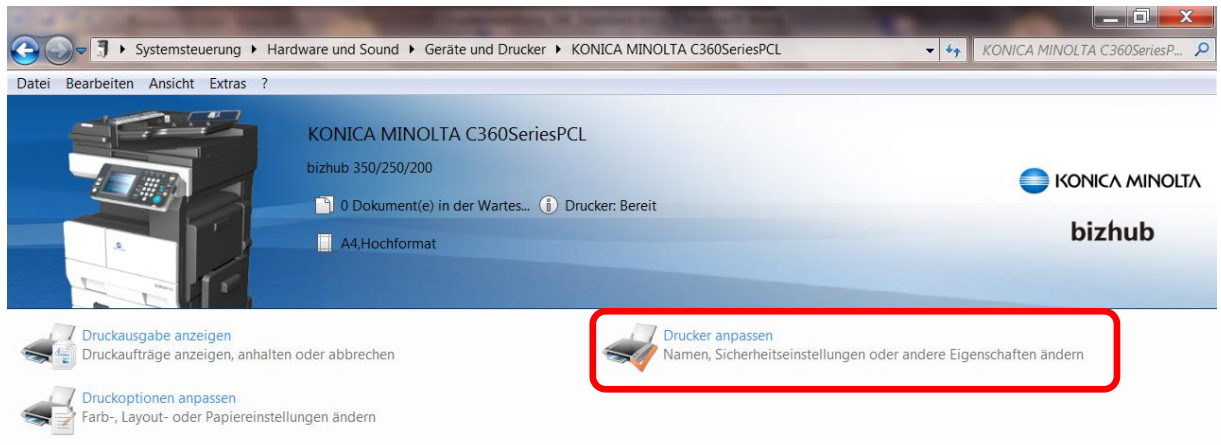 Systemsteuerung ▸ Hardware und Sound ▸ Geräte und Drucker ▸ KONICA MINOLTA C360SeriesPCL
KONICA MINOLTA C360SeriesP...
Datei Bearbeiten Ansicht Extras ?
KONICA MINOLTA C360SeriesPCL
bizhub 350/250/200
0 Dokument(e) in der Wartes... Drucker: Bereit
A4,Hochformat
KONICA MINOLTA
bizhub
Druckausgabe anzeigen
Druckaufträge anzeigen, anhalten oder abbrechen
Drucker anpassen
Namen, Sicherheitseinstellungen oder andere Eigenschaften ändern
Druckoptionen anpassen
Farb-, Layout- oder Papiereinstellungen ändern